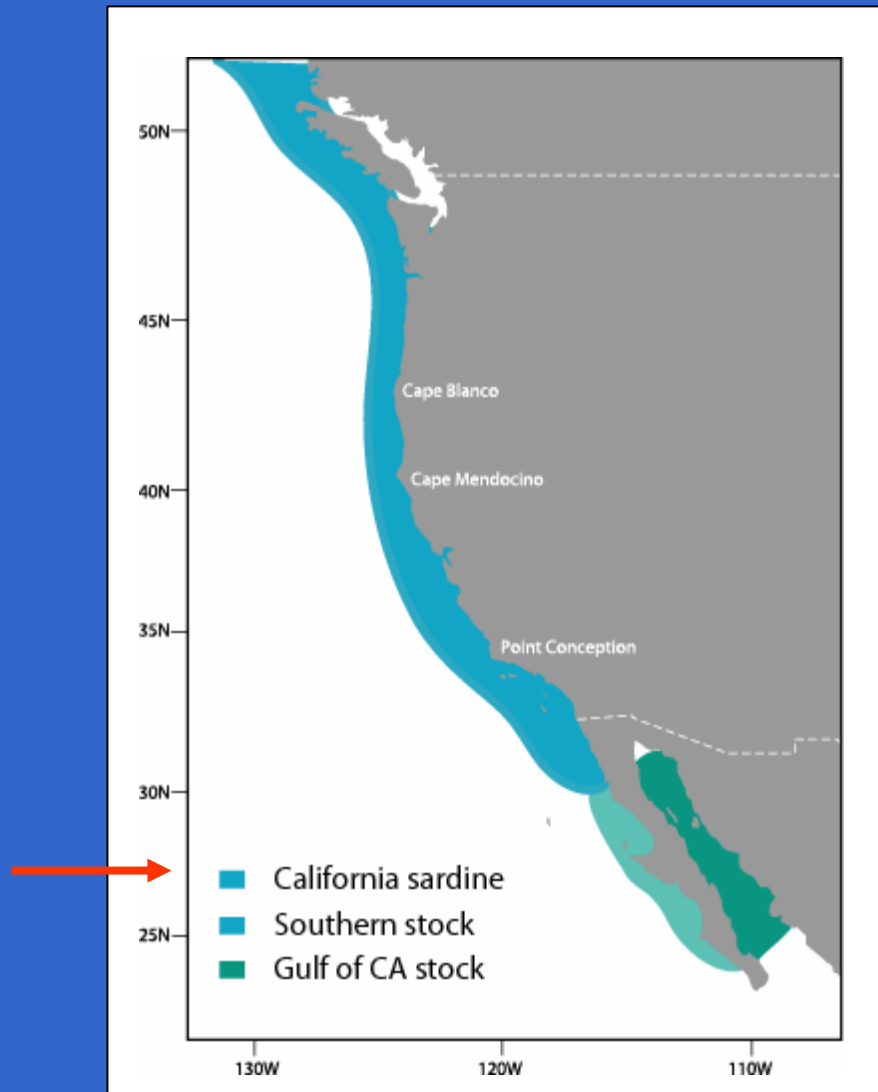 50N
45N
Cape Blanco
Cape Mendocino
40N
35N
Point Conception
30N
California sardine
Southern stock
25N
Gulf of CA stock
130W
120W
110W